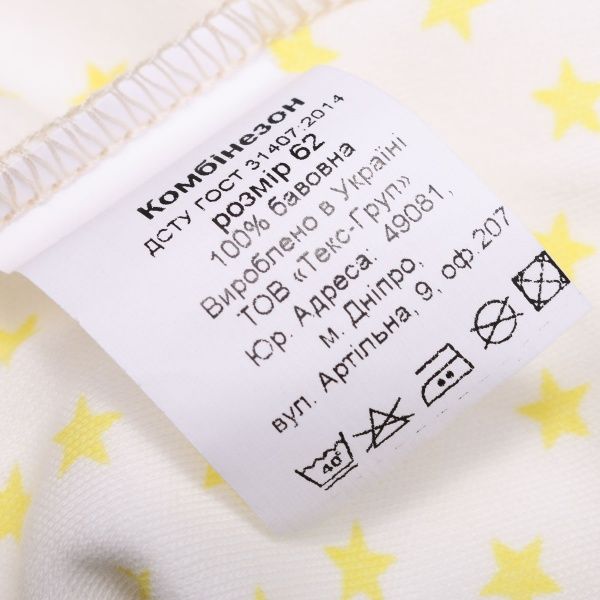 Комбінезон
ДСТУ ГОСТ 31407:2014
розмір 62
100% бавовна
Вироблено в Україні
ТОВ «Текс-Груп»
Юр. Адреса: 49081,
м. Дніпро,
вул. Артільна, 9, оф.207
40°